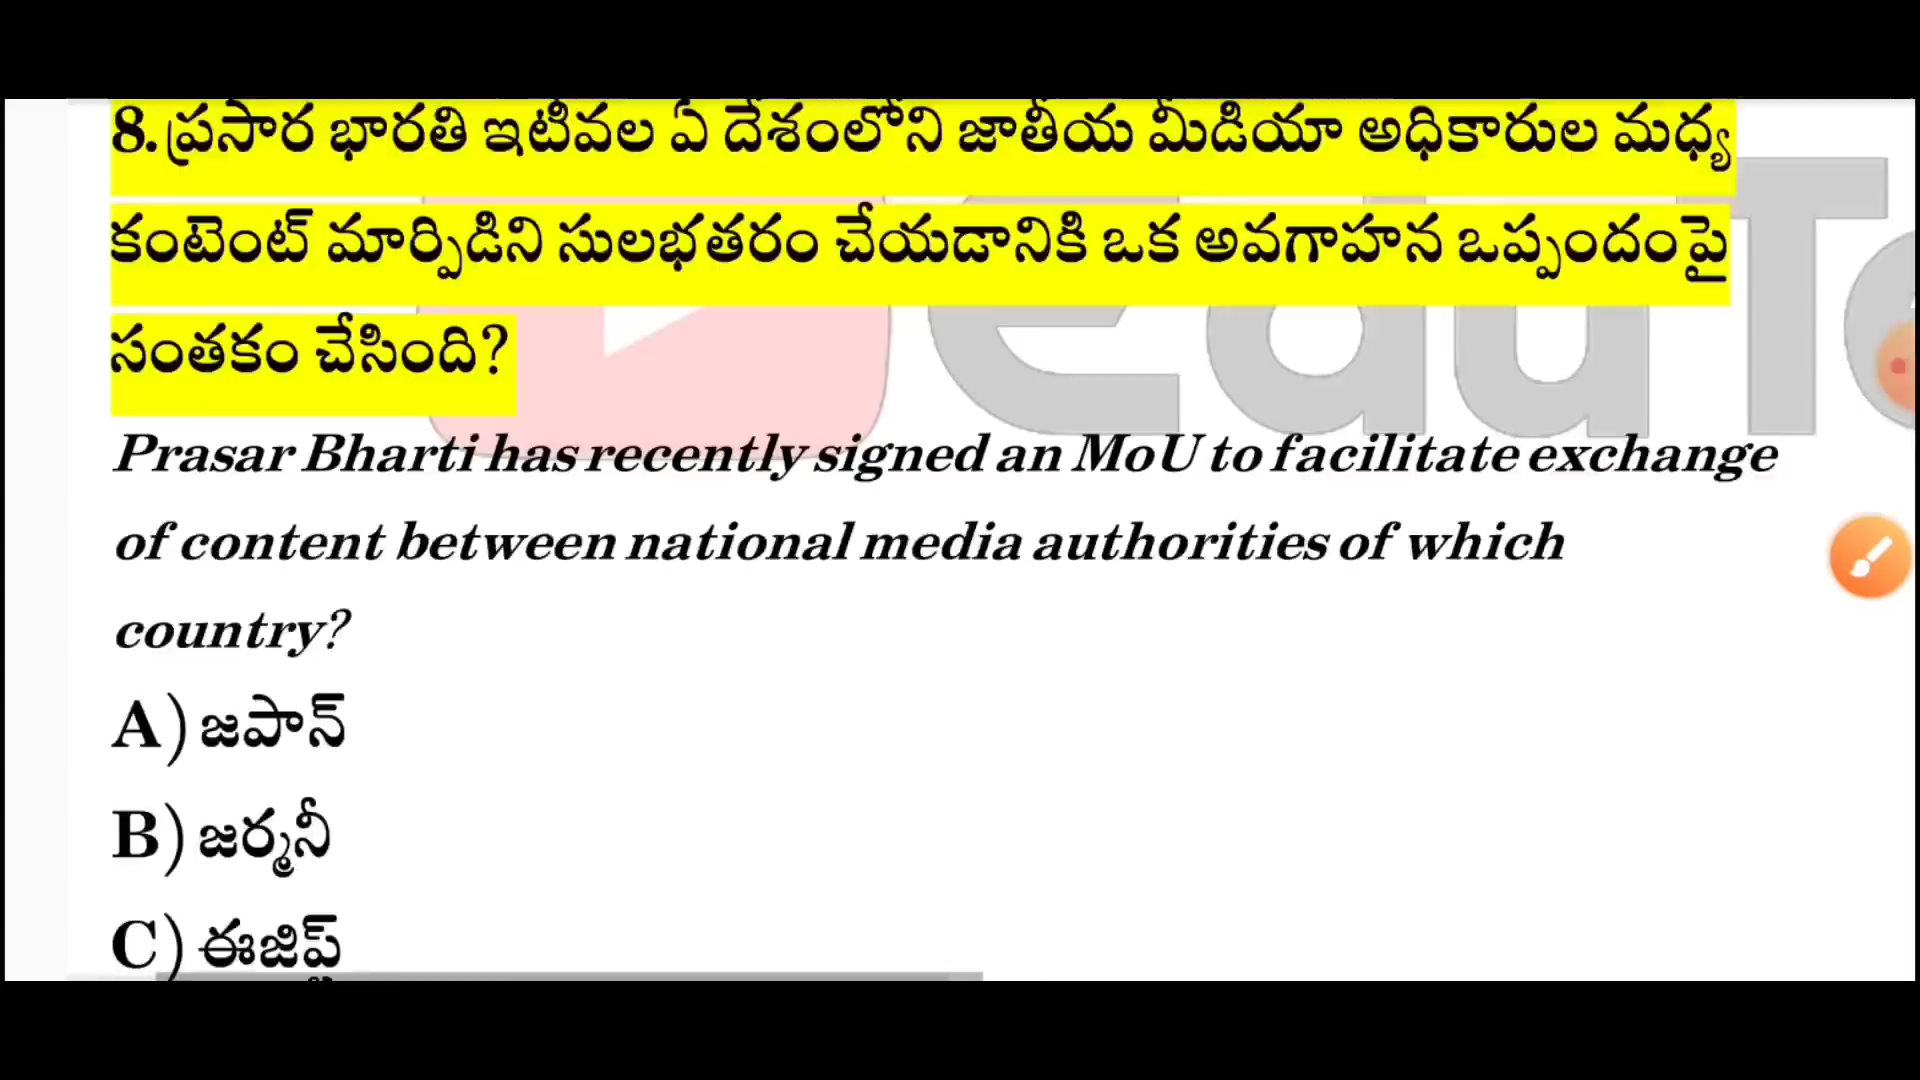 8. ప్రసార భారతి ఇటీవల ఏ దేశంలోని జాతీయ మీడియా అధికారుల మధ్య
కంటెంట్ మార్పిడిని సులభతరం చేయడానికి ఒక అవగాహన ఒప్పందంపై
సంతకం చేసింది?
Prasar Bharti has recently signed an MoU to facilitate exchange
of content between national media authorities of which
country?
A) జపాన్
B) జర్మనీ
C) ఈజిప్ట్